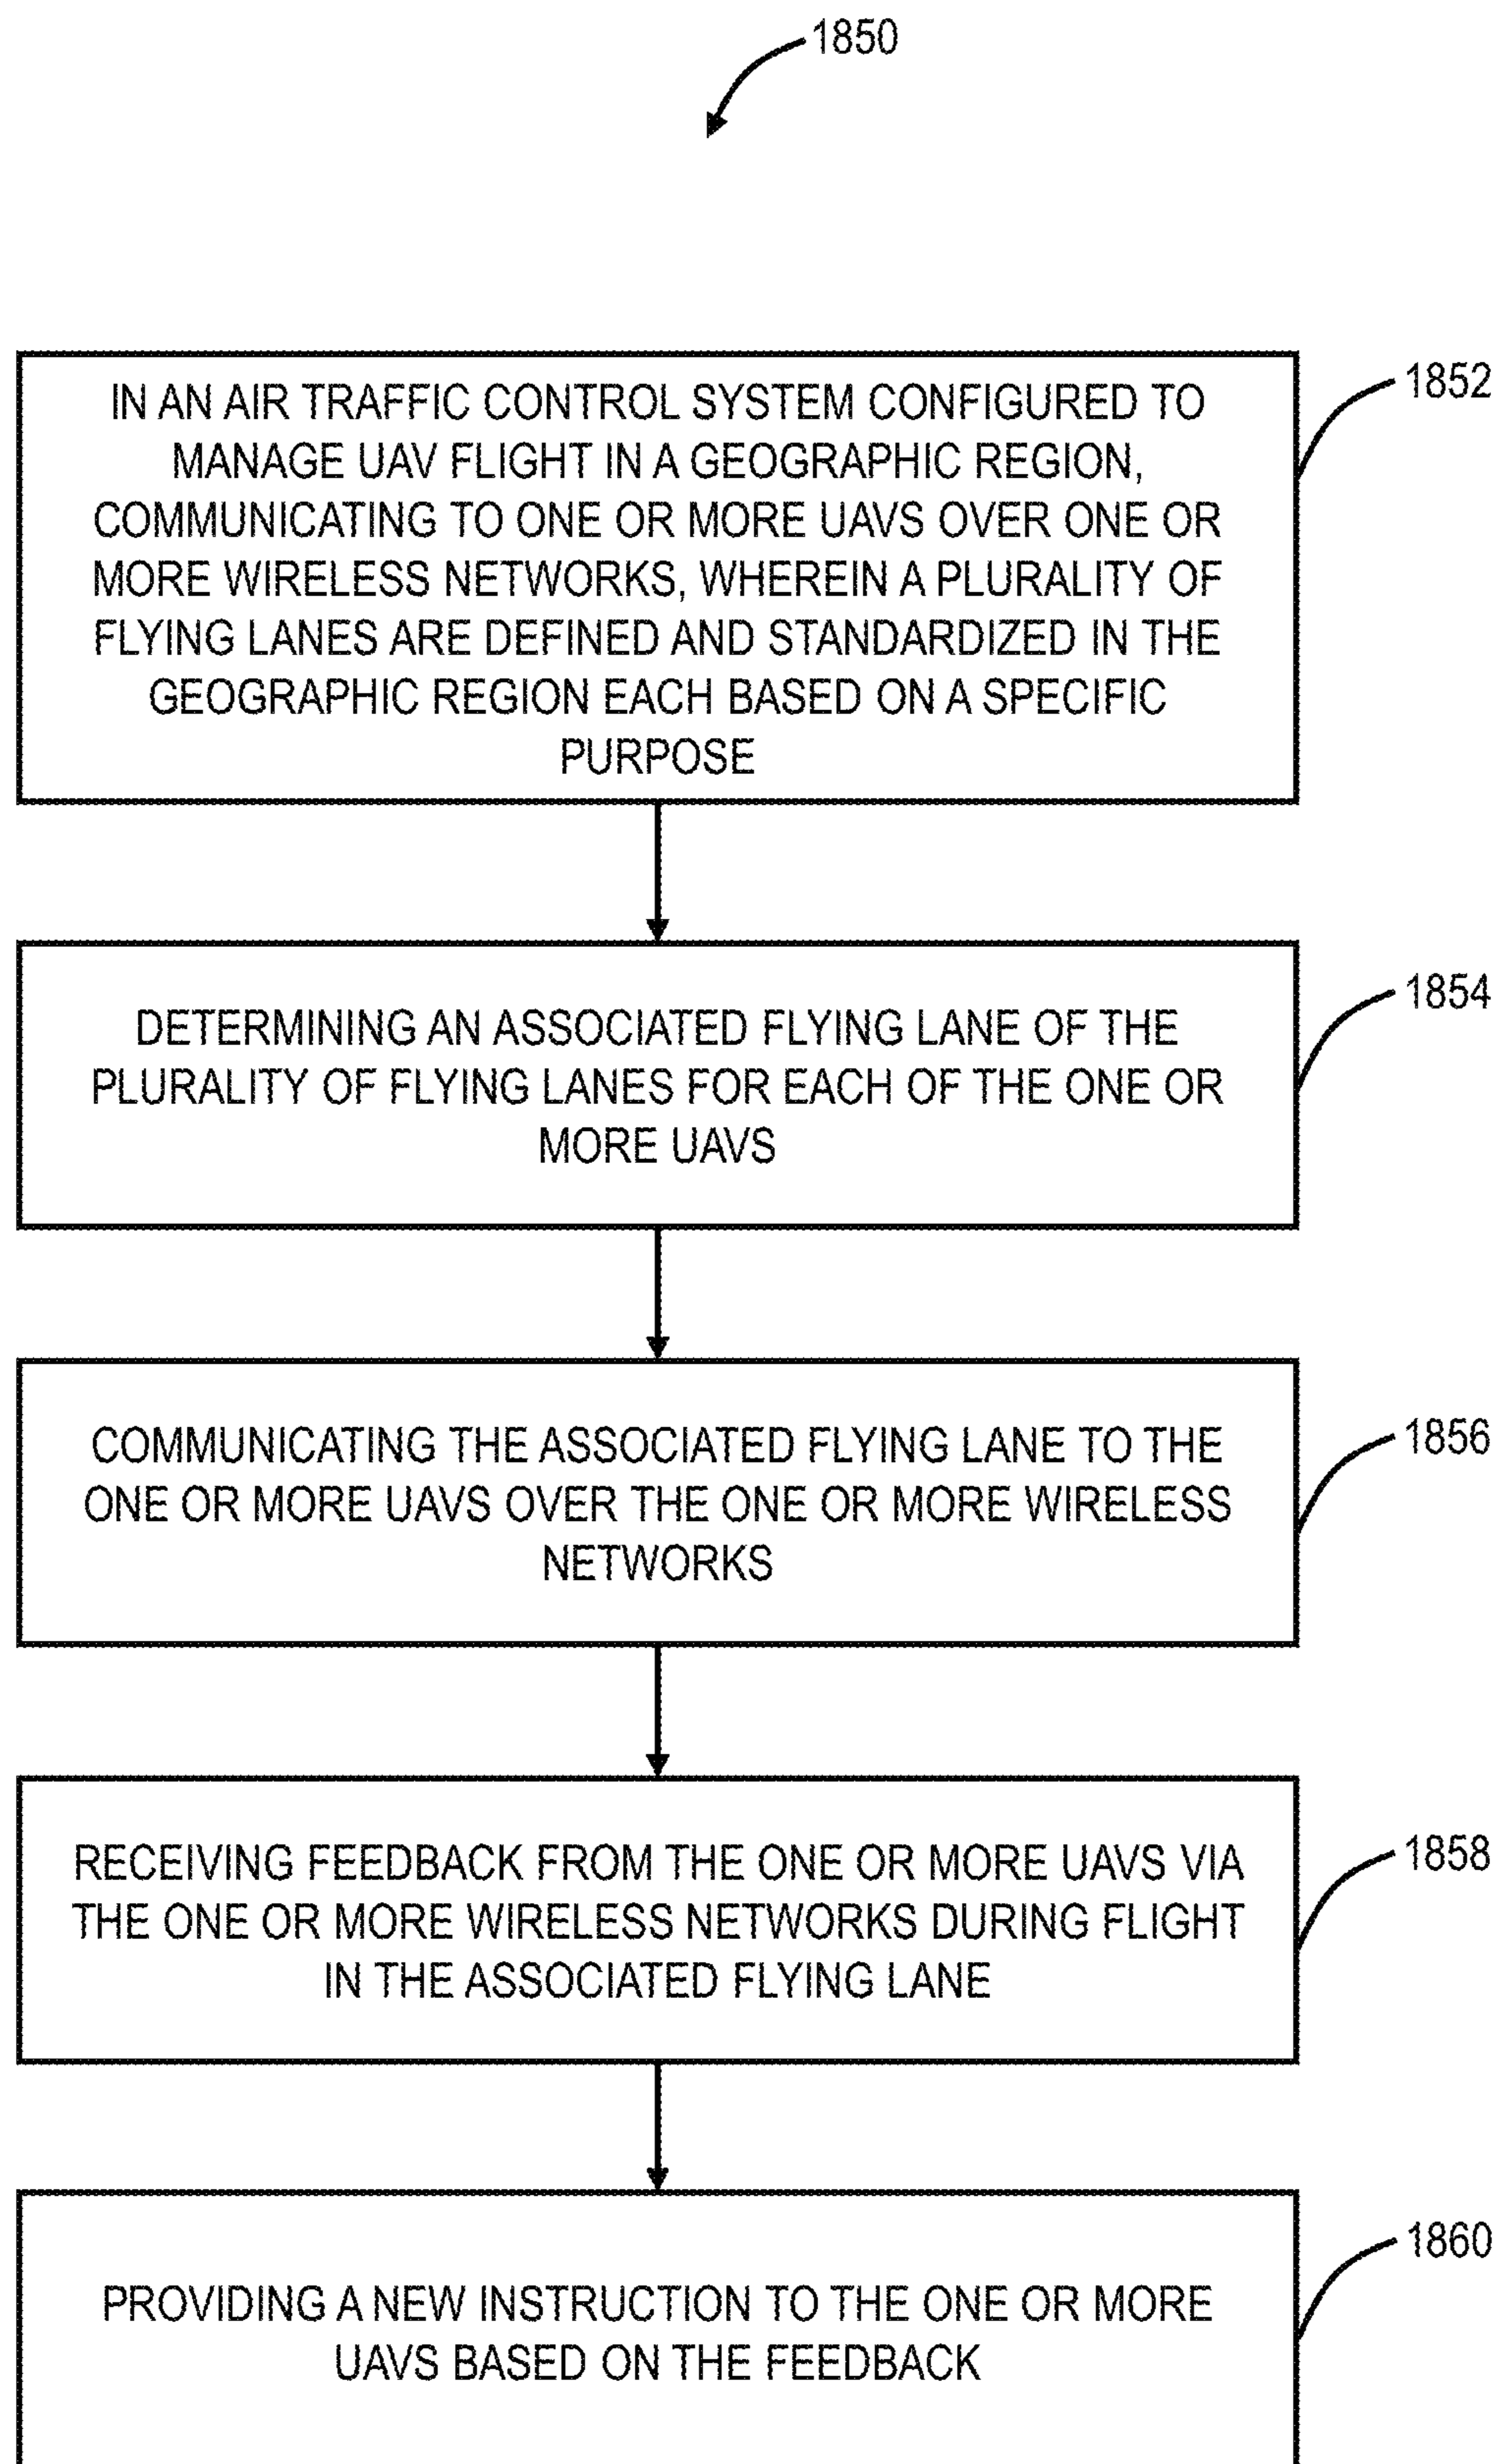 1850
IN AN AIR TRAFFIC CONTROL SYSTEM CONFIGURED TO
MANAGE UAV FLIGHT IN A GEOGRAPHIC REGION,
COMMUNICATING TO ONE OR MORE UAVS OVER ONE OR
MORE WIRELESS NETWORKS, WHEREIN A PLURALITY OF
FLYING LANES ARE DEFINED AND STANDARDIZED IN THE
GEOGRAPHIC REGION EACH BASED ON A SPECIFIC
PURPOSE
1852
DETERMINING AN ASSOCIATED FLYING LANE OF THE
PLURALITY OF FLYING LANES FOR EACH OF THE ONE OR
MORE UAVS
1854
COMMUNICATING THE ASSOCIATED FLYING LANE TO THE
ONE OR MORE UAVS OVER THE ONE OR MORE WIRELESS
NETWORKS
1856
RECEIVING FEEDBACK FROM THE ONE OR MORE UAVS VIA
THE ONE OR MORE WIRELESS NETWORKS DURING FLIGHT
IN THE ASSOCIATED FLYING LANE
1858
PROVIDING A NEW INSTRUCTION TO THE ONE OR MORE
UAVS BASED ON THE FEEDBACK
1860